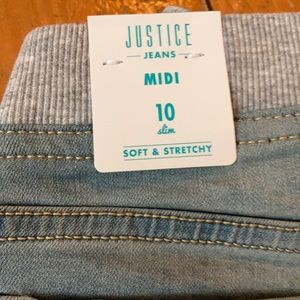 JUSTICE
JEANS
MIDI
10
slim
SOFT & STRETCHY